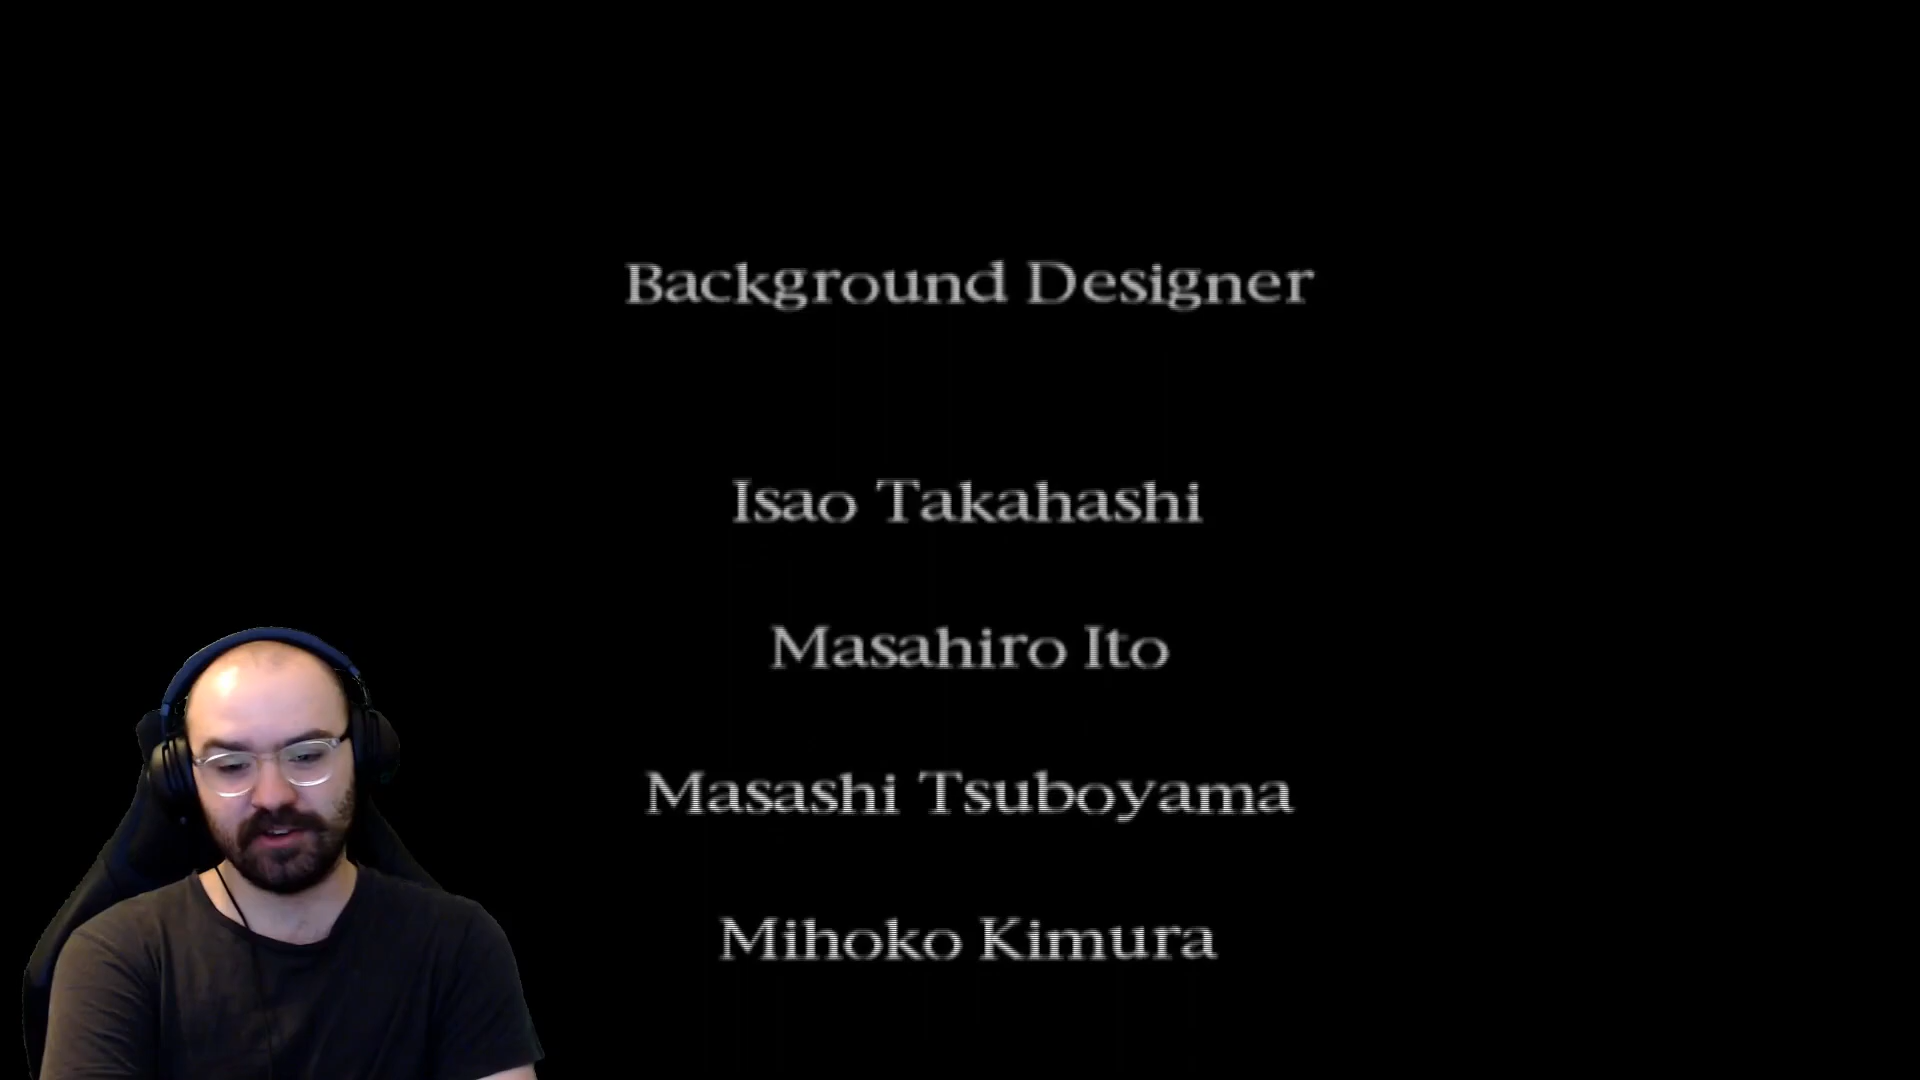 Background Designer
Isao Takahashi
Masahiro Ito
Masashi Tsuboyama
Mihoko Kimura